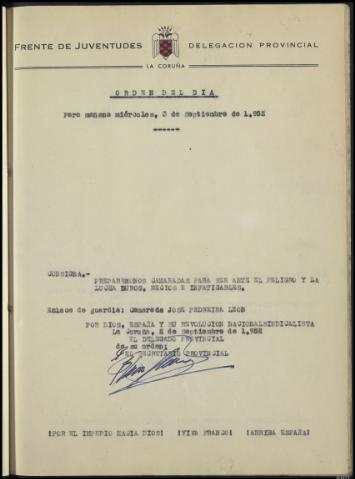 FRENTE DE JUVENTUDES DELEGACION PROVINCIAL
LA CORUÑA
ORDEN DEL DIA
Para mañana miércoles, 3 de septiembre de 1.952
CONSIGNA.-
PREPAREMONOS CAMARADAS PARA SER ANTE EL PELIGRO Y LA
LUCHA DUROS, RECIOS E INFATIGABLES.
Enlace de guardia: Camarada JOSE PEDREIRA LEON
POR DIOS, ESPAÑA Y SU REVOLUCION NACIONALSINDICALISTA
La Coruña, 2 de septiembre de 1.952
EL DELEGADO PROVINCIAL
de su orden:
EL SECRETARIO PROVINCIAL
¡POR EL IMPERIO HACIA DIOS! ¡VIVA FRANCO! ¡ARRIBA ESPAÑA!